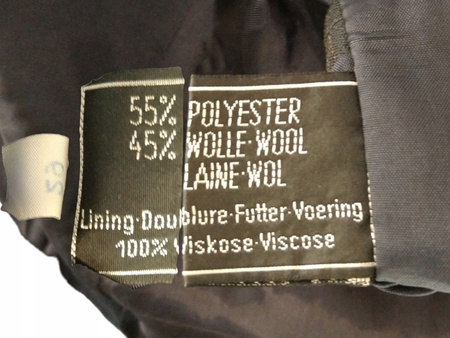 55% POLYESTER
45% WOLLE·WOOL
LAINE·WOL
Lining·Doublure·Futter·Voering
100% Viskose·Viscose